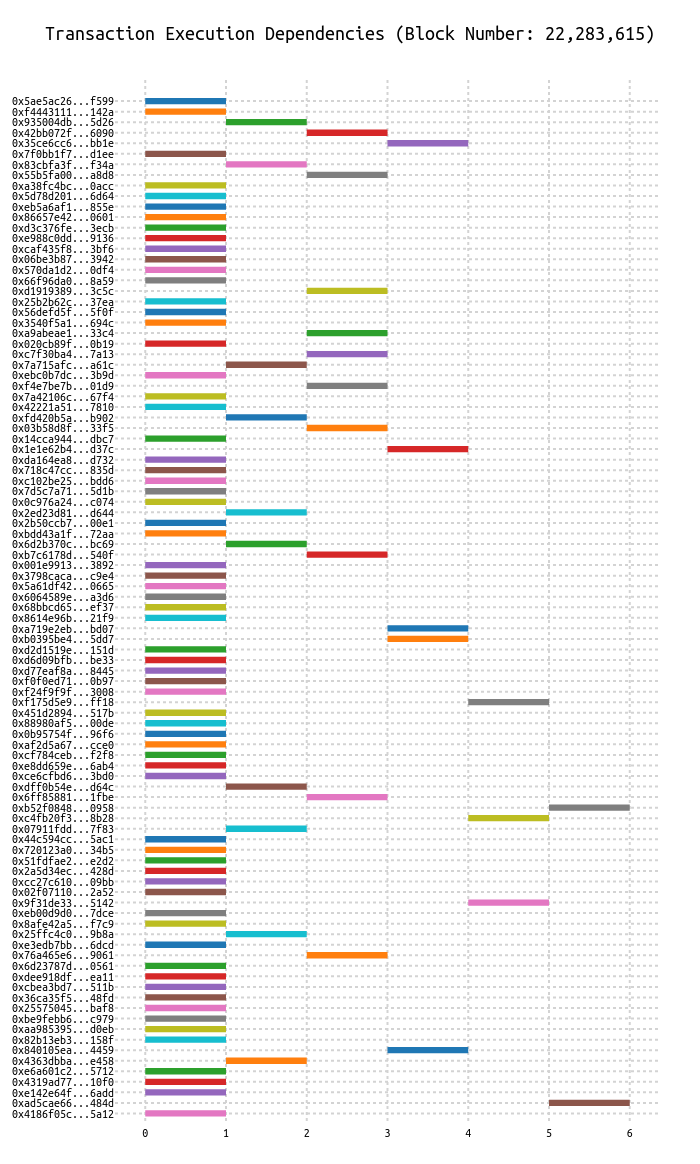 Transaction Execution Dependencies (Block Number: 22,283,615)
0x5ae5ac26...f599
0xf4443111...142a
0x935004db...5d26
0x42bb072f...6090
0x35ce6cc6...bb1e
0x7f0bb1f7...d1ee
0x83cbfa3f...f34a
0x55b5fa00...a8d8
0xa38fc4bc...0acc
0x5d78d201...6d64
0xeb5a6af1...855e
0x86657e42...0601
0xd3c376fe...3ecb
0xe988c0dd...9136
0xcaf435f8...3bf6
0x06be3b87...3942
0x570da1d2...0df4
0x66f96da0...8a59
0xd1919389...3c5c
0x25b2b62c...37ea
0x56defd5f...5f0f
0x3540f5a1...694c
0xa9abeae1...33c4
0x020cb89f...0b19
0xc7f30ba4...7a13
0x7a715afc...a61c
0xebc0b7dc...3b9d
0xf4e7be7b...01d9
0x7a42106c...67f4
0x42221a51...7810
0xfd420b5a...b902
0x03b58d8f...33f5
0x14cca944...dbc7
0x1e1e62b4...d37c
0xda164ea8...d732
0x718c47cc...835d
0xc102be25...bdd6
0x7d5c7a71...5d1b
0x0c976a24...c074
0x2ed23d81...d644
0x2b50ccb7...00e1
0xbdd43a1f...72aa
0x6d2b370c...bc69
0xb7c6178d...540f
0x001e9913...3892
0x3798caca...c9e4
0x5a61df42...0665
0x6064589e...a3d6
0x68bbcd65...ef37
0x8614e96b...21f9
0xa719e2eb...bd07
0xb0395be4...5dd7
0xd2d1519e...151d
0xd6d09bfb...be33
0xd77eaf8a...8445
0xf0f0ed71...0b97
0xf24f9f9f...3008
0xf175d5e9...ff18
0x451d2894...517b
0x88980af5...00de
0x0b95754f...96f6
0xaf2d5a67...cce0
0xcf784ceb...f2f8
0xe8dd659e...6ab4
0xce6cfbd6...3bd0
0xdff0b54e...d64c
0x6ff85881...1fbe
0xb52f0848...0958
0xc4fb20f3...8b28
0x07911fdd...7f83
0x44c594cc...5ac1
0x720123a0...34b5
0x51fdfae2...e2d2
0x2a5d34ec...428d
0xcc27c610...09bb
0x02f07110...2a52
0x9f31de33...5142
0xeb00d9d0...7dce
0x8afe42a5...f7c9
0x25ffc4c0...9b8a
0xe3edb7bb...6dcd
0x76a465e6...9061
0x6d23787d...0561
0xdee918df...ea11
0xcbea3bd7...511b
0x36ca35f5...48fd
0x25575045...baf8
0xbe9febb6...c979
0xaa985395...d0eb
0x82b13eb3...158f
0x840105ea...4459
0x4363dbba...e458
0xe6a601c2...5712
0x4319ad77...10f0
0xe142e64f...6add
0xad5cae66...484d
0x4186f05c...5a12
0 1 2 3 4 5 6